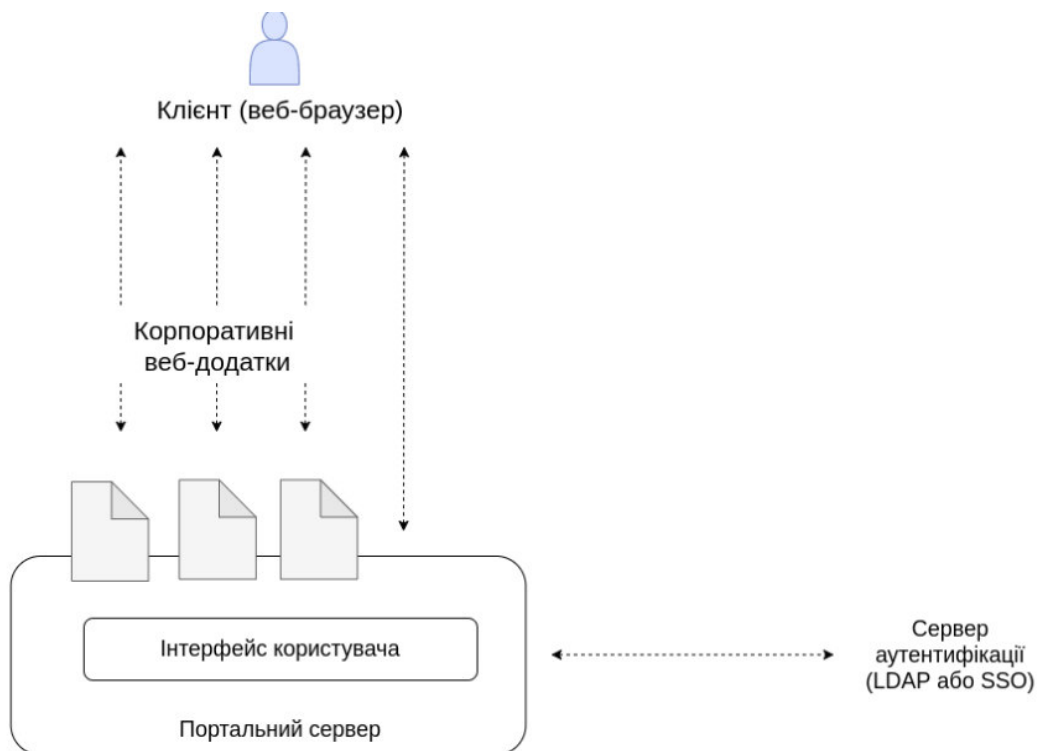 Клієнт (веб-браузер)
Корпоративні
веб-додатки
Інтерфейс користувача
Портальний сервер
Сервер
аутентифікації
(LDAP або SSO)